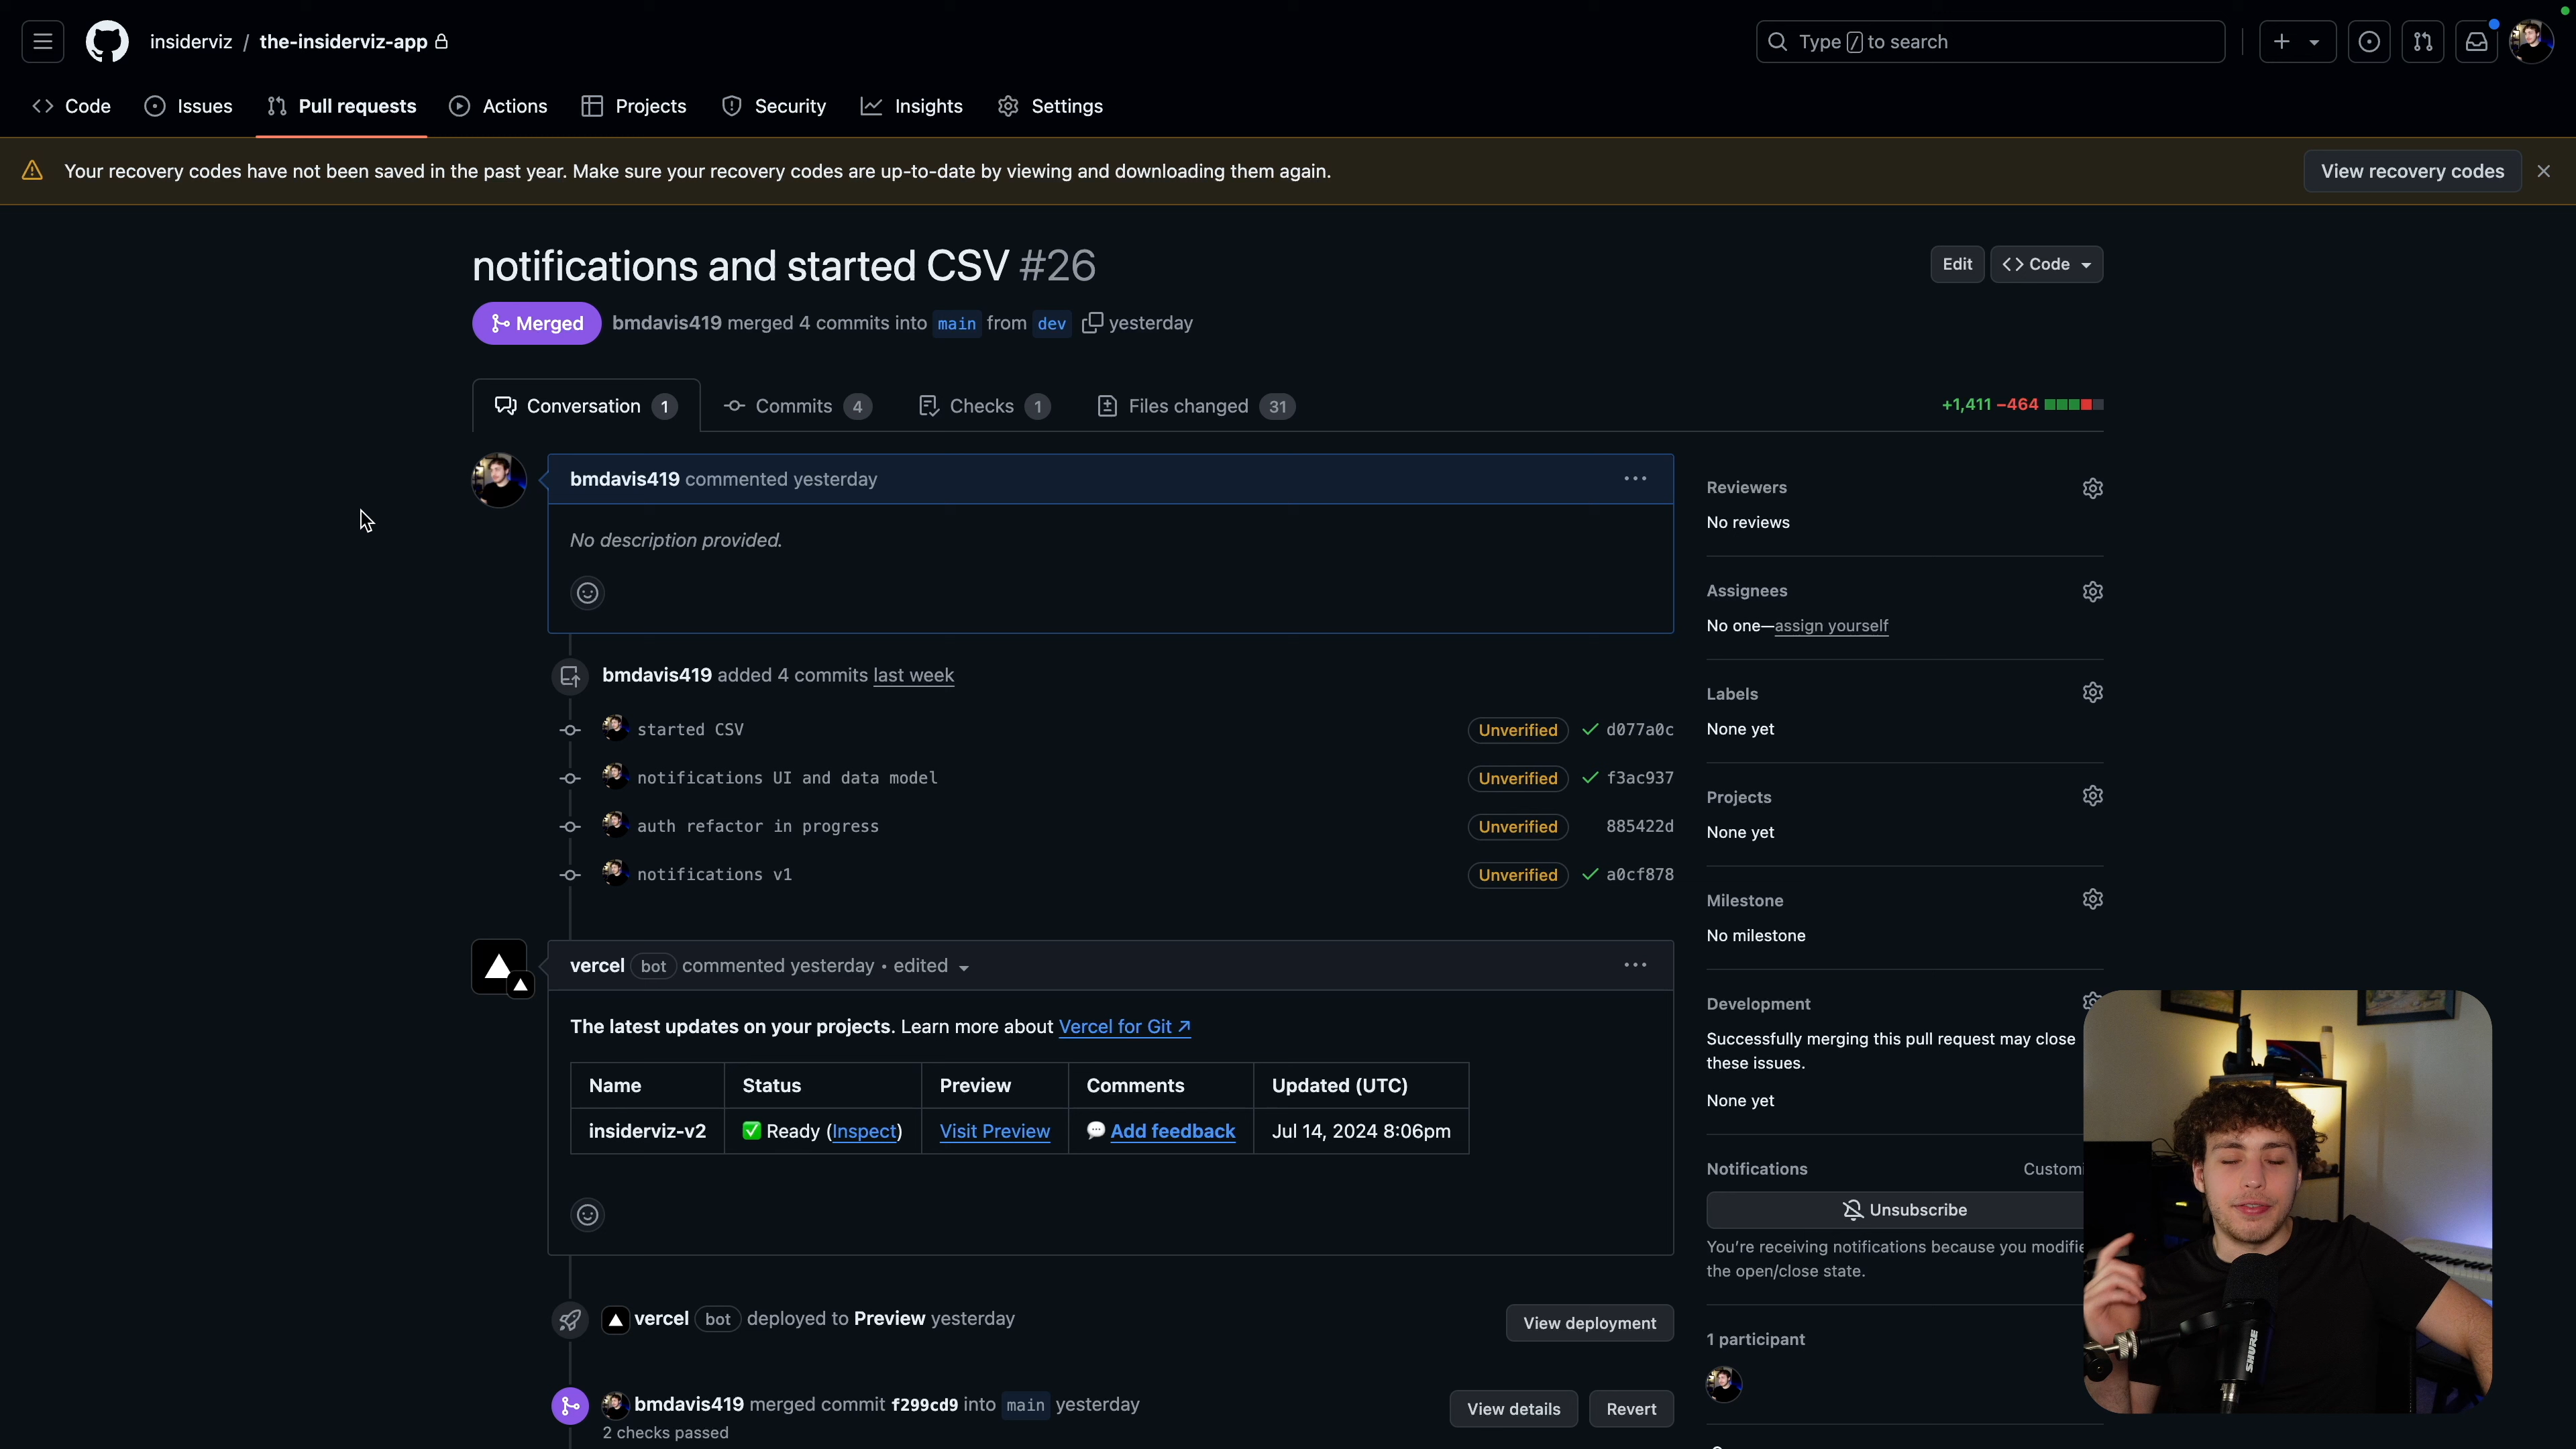 insiderviz / the-insiderviz-app
Type / to search
Code
Issues
Pull requests
Actions
Projects
Security
Insights
Settings
Your recovery codes have not been saved in the past year. Make sure your recovery codes are up-to-date by viewing and downloading them again.
View recovery codes
notifications and started CSV #26
Edit
Code
Merged
bmdavis419 merged 4 commits into main from dev yesterday
Conversation 1
Commits 4
Checks 1
Files changed 31
+1,411 −464
bmdavis419 commented yesterday
No description provided.
Reviewers
No reviews
Assignees
No one—assign yourself
bmdavis419 added 4 commits last week
started CSV Unverified d077a0c
notifications UI and data model Unverified f3ac937
auth refactor in progress Unverified 885422d
notifications v1 Unverified a0cf878
Labels
None yet
Projects
None yet
Milestone
No milestone
vercel bot commented yesterday • edited
The latest updates on your projects. Learn more about Vercel for Git ↗
Name Status Preview Comments Updated (UTC)
insiderviz-v2 ✅ Ready (Inspect) Visit Preview 💬 Add feedback Jul 14, 2024 8:06pm
Development
Successfully merging this pull request may close
these issues.
None yet
Notifications Customi
Unsubscribe
You're receiving notifications because you modifie
the open/close state.
vercel bot deployed to Preview yesterday
View deployment
1 participant
bmdavis419 merged commit f299cd9 into main yesterday
2 checks passed
View details
Revert
SHURE